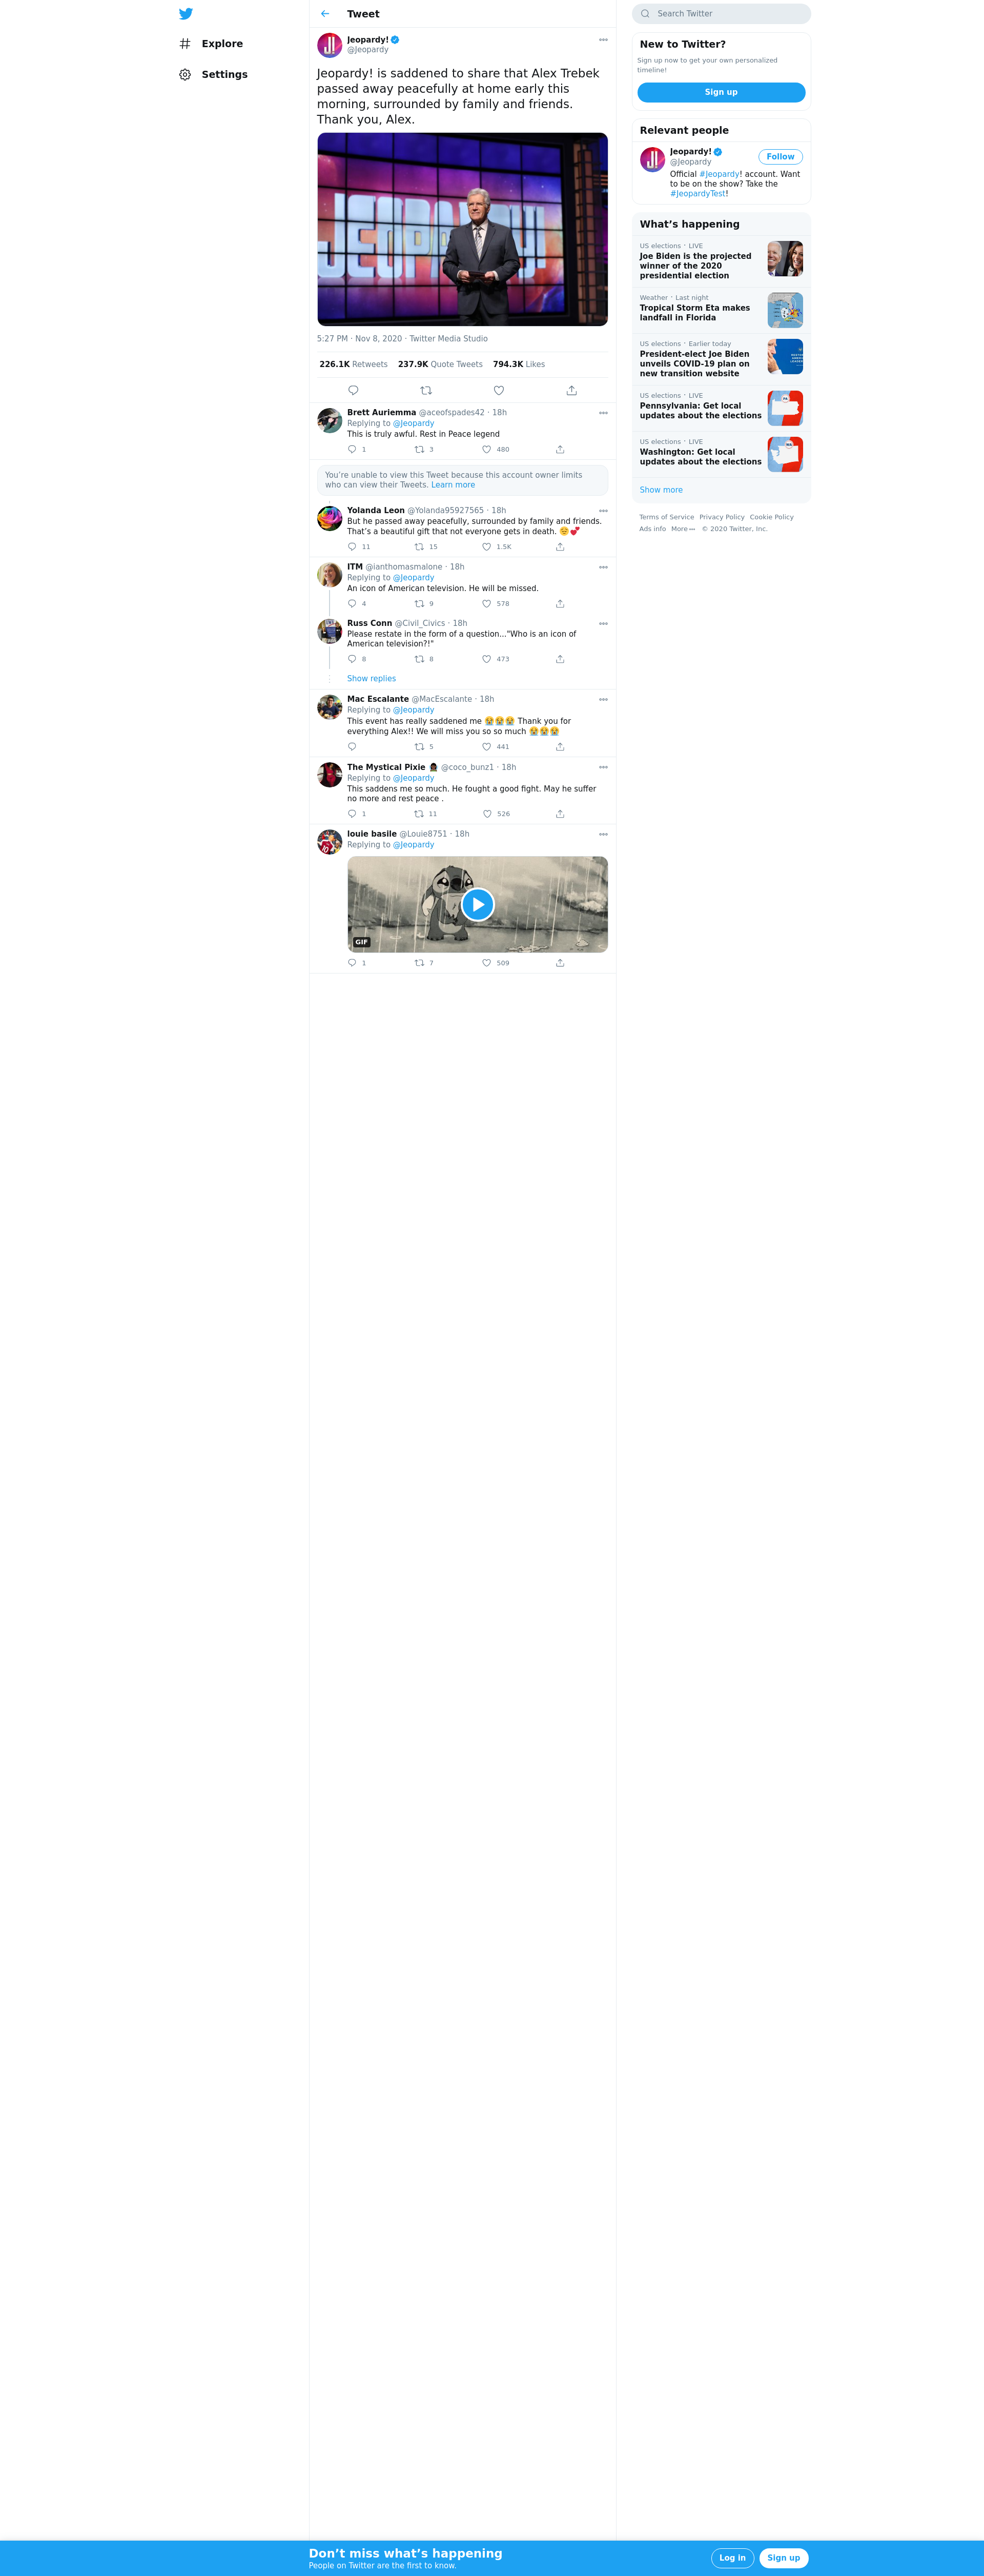 Explore
Settings
Tweet
Jeopardy!
@Jeopardy
Jeopardy! is saddened to share that Alex Trebek
passed away peacefully at home early this
morning, surrounded by family and friends.
Thank you, Alex.
JEOPARDY
5:27 PM · Nov 8, 2020 · Twitter Media Studio
226.1K Retweets 237.9K Quote Tweets 794.3K Likes
Brett Auriemma @aceofspades42 · 18h
Replying to @Jeopardy
This is truly awful. Rest in Peace legend
1 3 480
You’re unable to view this Tweet because this account owner limits
who can view their Tweets. Learn more
Yolanda Leon @Yolanda95927565 · 18h
But he passed away peacefully, surrounded by family and friends.
That’s a beautiful gift that not everyone gets in death. 😊💕
11 15 1.5K
ITM @ianthomasmalone · 18h
Replying to @Jeopardy
An icon of American television. He will be missed.
4 9 578
Russ Conn @Civil_Civics · 18h
Please restate in the form of a question..."Who is an icon of
American television?!"
8 8 473
Show replies
Mac Escalante @MacEscalante · 18h
Replying to @Jeopardy
This event has really saddened me 😭😭😭 Thank you for
everything Alex!! We will miss you so so much 😭😭😭
5 441
The Mystical Pixie @coco_bunz1 · 18h
Replying to @Jeopardy
This saddens me so much. He fought a good fight. May he suffer
no more and rest peace .
1 11 526
louie basile @Louie8751 · 18h
Replying to @Jeopardy
GIF
1 7 509
Search Twitter
New to Twitter?
Sign up now to get your own personalized
timeline!
Sign up
Relevant people
Jeopardy!
@Jeopardy
Follow
Official #Jeopardy! account. Want
to be on the show? Take the
#JeopardyTest!
What’s happening
US elections · LIVE
Joe Biden is the projected
winner of the 2020
presidential election
Weather · Last night
Tropical Storm Eta makes
landfall in Florida
US elections · Earlier today
President-elect Joe Biden
unveils COVID-19 plan on
new transition website
US elections · LIVE
Pennsylvania: Get local
updates about the elections
PA
US elections · LIVE
Washington: Get local
updates about the elections
WA
Show more
Terms of Service Privacy Policy Cookie Policy
Ads info More © 2020 Twitter, Inc.
Don’t miss what’s happening
People on Twitter are the first to know.
Log in
Sign up